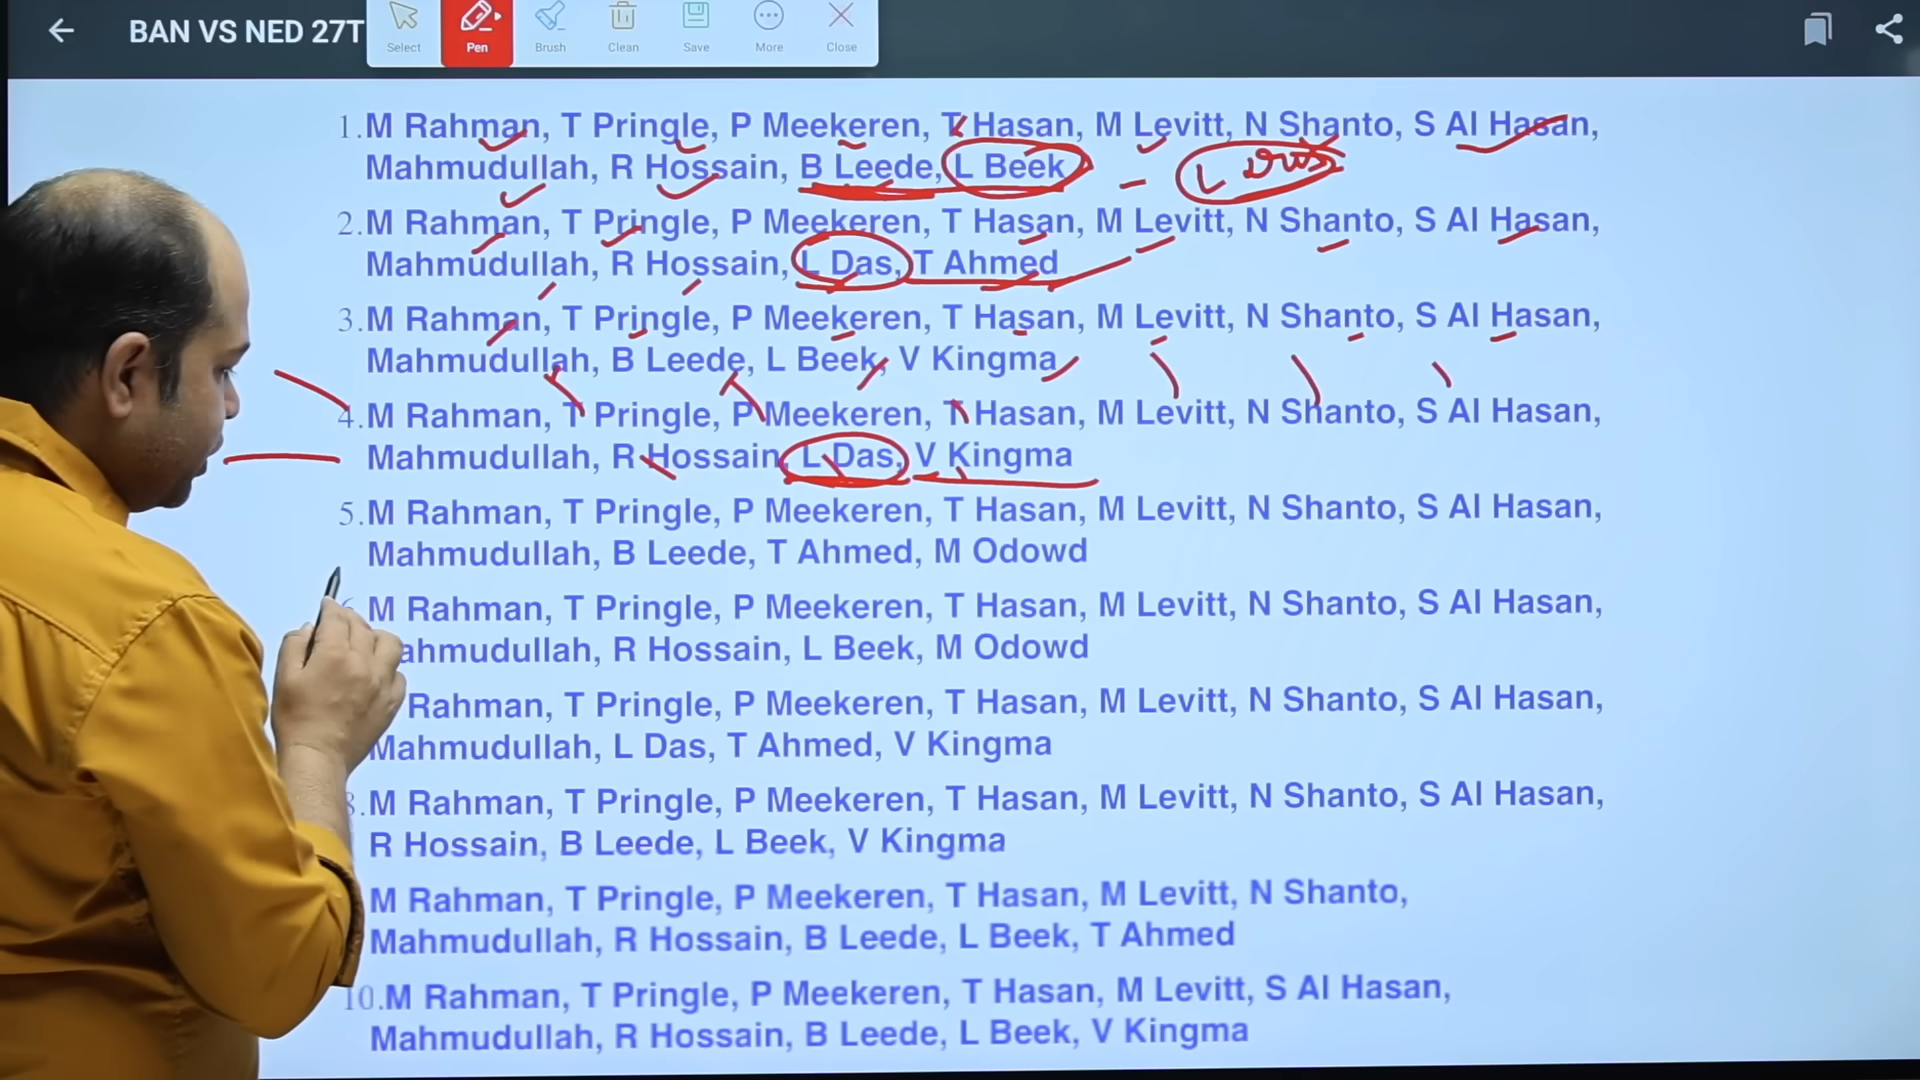 BAN VS NED 27T
Select
Pen
Brush
Clean
Save
More
Close
1.M Rahman, T Pringle, P Meekeren, T Hasan, M Levitt, N Shanto, S Al Hasan,
Mahmudullah, R Hossain, B Leede, L Beek - L
2.M Rahman, T Pringle, P Meekeren, T Hasan, M Levitt, N Shanto, S Al Hasan,
Mahmudullah, R Hossain, L Das, T Ahmed
3.M Rahman, T Pringle, P Meekeren, T Hasan, M Levitt, N Shanto, S Al Hasan,
Mahmudullah, B Leede, L Beek, V Kingma
4.M Rahman, T Pringle, P Meekeren, T Hasan, M Levitt, N Shanto, S Al Hasan,
Mahmudullah, R Hossain, L Das, V Kingma
5.M Rahman, T Pringle, P Meekeren, T Hasan, M Levitt, N Shanto, S Al Hasan,
Mahmudullah, B Leede, T Ahmed, M Odowd
M Rahman, T Pringle, P Meekeren, T Hasan, M Levitt, N Shanto, S Al Hasan,
ahmudullah, R Hossain, L Beek, M Odowd
Rahman, T Pringle, P Meekeren, T Hasan, M Levitt, N Shanto, S Al Hasan,
Mahmudullah, L Das, T Ahmed, V Kingma
8.M Rahman, T Pringle, P Meekeren, T Hasan, M Levitt, N Shanto, S Al Hasan,
R Hossain, B Leede, L Beek, V Kingma
M Rahman, T Pringle, P Meekeren, T Hasan, M Levitt, N Shanto,
Mahmudullah, R Hossain, B Leede, L Beek, T Ahmed
10.M Rahman, T Pringle, P Meekeren, T Hasan, M Levitt, S Al Hasan,
Mahmudullah, R Hossain, B Leede, L Beek, V Kingma